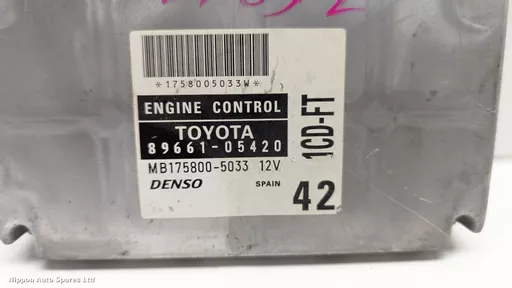 *1758005033W*
ENGINE CONTROL
TOYOTA
89661-05420
MB175800-5033 12V
DENSO SPAIN
1CD-FT
42
Nippon Auto Spares Ltd